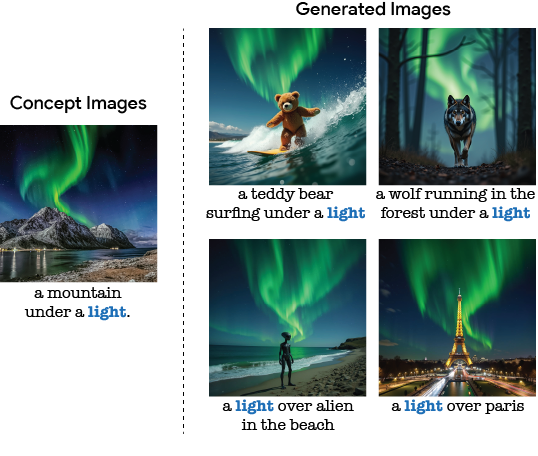 Generated Images
Concept Images
a mountain
under a light.
a teddy bear
surfing under a light
a wolf running in the
forest under a light
a light over alien
in the beach
a light over paris